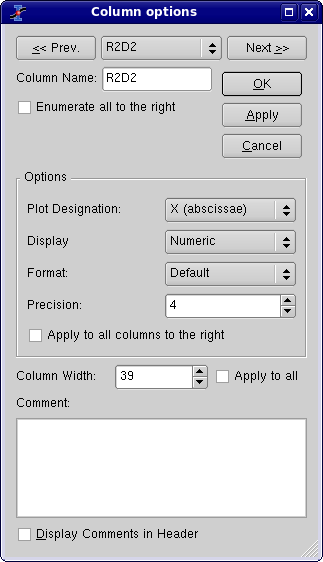 Column options
<< Prev.
R2D2
Next >>
Column Name:
R2D2
OK
Enumerate all to the right
Apply
Cancel
Options
Plot Designation:
X (abscissae)
Display
Numeric
Format:
Default
Precision:
4
Apply to all columns to the right
Column Width:
39
Apply to all
Comment:
Display Comments in Header